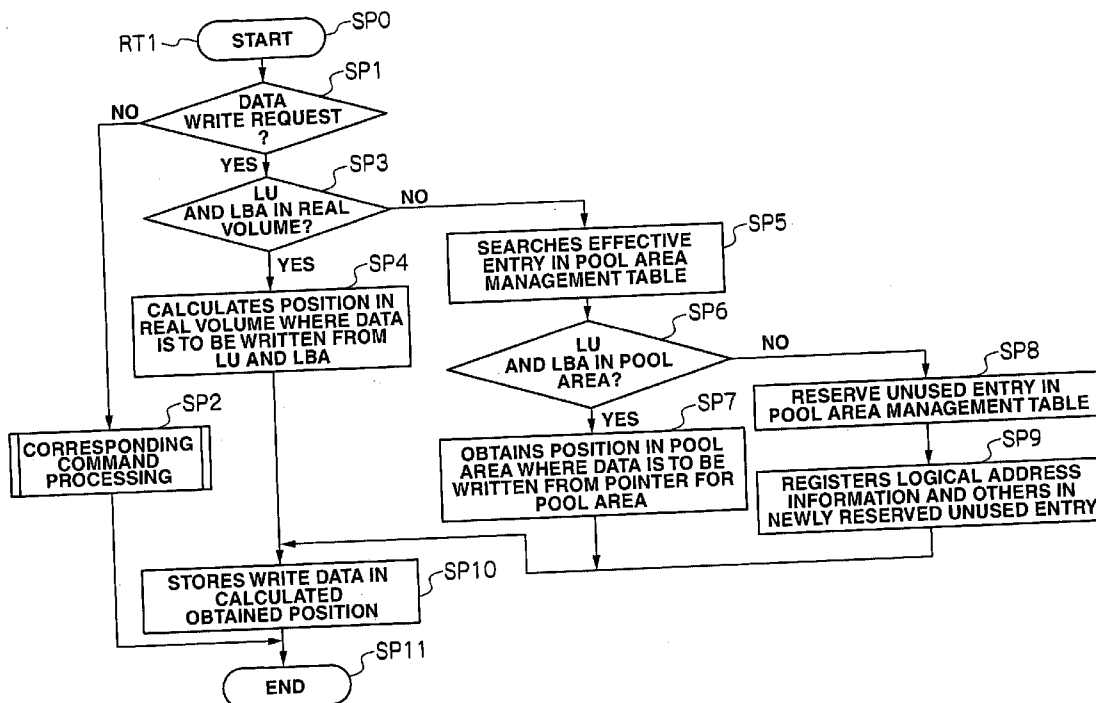 RT1
START
SP0
SP1
DATA
WRITE REQUEST
?
NO
YES
SP3
LU
AND LBA IN REAL
VOLUME?
NO
YES
SP4
CALCULATES POSITION IN
REAL VOLUME WHERE DATA
IS TO BE WRITTEN FROM
LU AND LBA
SP5
SEARCHES EFFECTIVE
ENTRY IN POOL AREA
MANAGEMENT TABLE
SP6
LU
AND LBA IN POOL
AREA?
NO
YES
SP2
CORRESPONDING
COMMAND
PROCESSING
SP7
OBTAINS POSITION IN POOL
AREA WHERE DATA IS TO BE
WRITTEN FROM POINTER FOR
POOL AREA
SP8
RESERVE UNUSED ENTRY IN
POOL AREA MANAGEMENT TABLE
SP9
REGISTERS LOGICAL ADDRESS
INFORMATION AND OTHERS IN
NEWLY RESERVED UNUSED ENTRY
SP10
STORES WRITE DATA IN
CALCULATED
OBTAINED POSITION
SP11
END